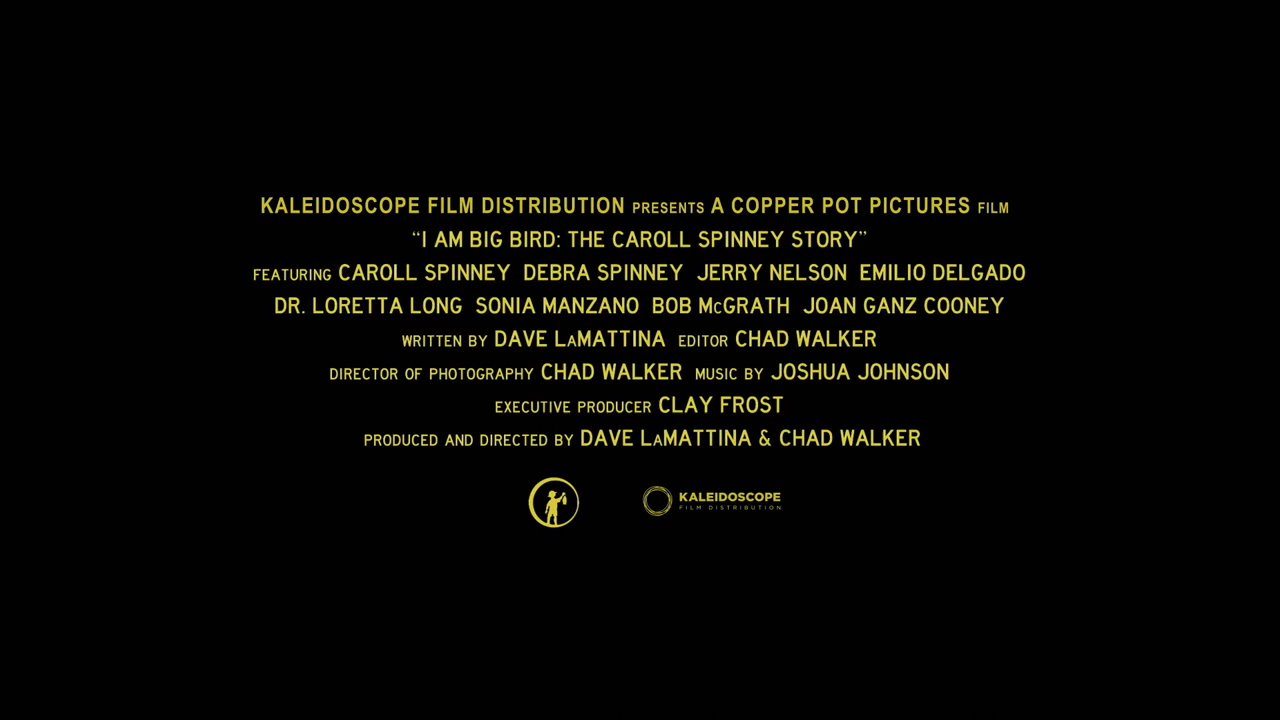 KALEIDOSCOPE FILM DISTRIBUTION PRESENTS A COPPER POT PICTURES FILM
“I AM BIG BIRD: THE CAROLL SPINNEY STORY”
FEATURING CAROLL SPINNEY DEBRA SPINNEY JERRY NELSON EMILIO DELGADO
DR. LORETTA LONG SONIA MANZANO BOB McGRATH JOAN GANZ COONEY
WRITTEN BY DAVE LaMATTINA EDITOR CHAD WALKER
DIRECTOR OF PHOTOGRAPHY CHAD WALKER MUSIC BY JOSHUA JOHNSON
EXECUTIVE PRODUCER CLAY FROST
PRODUCED AND DIRECTED BY DAVE LaMATTINA & CHAD WALKER
KALEIDOSCOPE
FILM DISTRIBUTION